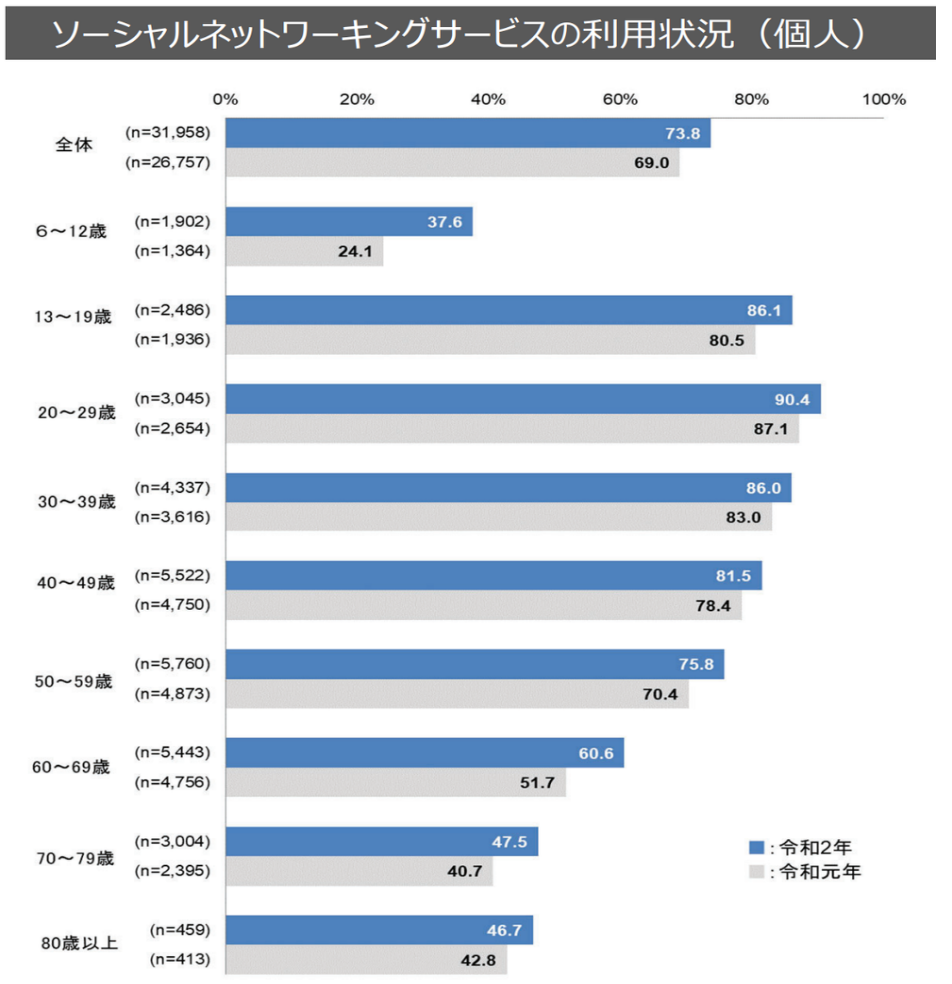 ソーシャルネットワーキングサービスの利用状況（個人）
0% 20% 40% 60% 80% 100%
全体
(n=31,958) 73.8
(n=26,757) 69.0
６～12歳
(n=1,902) 37.6
(n=1,364) 24.1
13～19歳
(n=2,486) 86.1
(n=1,936) 80.5
20～29歳
(n=3,045) 90.4
(n=2,654) 87.1
30～39歳
(n=4,337) 86.0
(n=3,616) 83.0
40～49歳
(n=5,522) 81.5
(n=4,750) 78.4
50～59歳
(n=5,760) 75.8
(n=4,873) 70.4
60～69歳
(n=5,443) 60.6
(n=4,756) 51.7
70～79歳
(n=3,004) 47.5
(n=2,395) 40.7
80歳以上
(n=459) 46.7
(n=413) 42.8
：令和2年
：令和元年